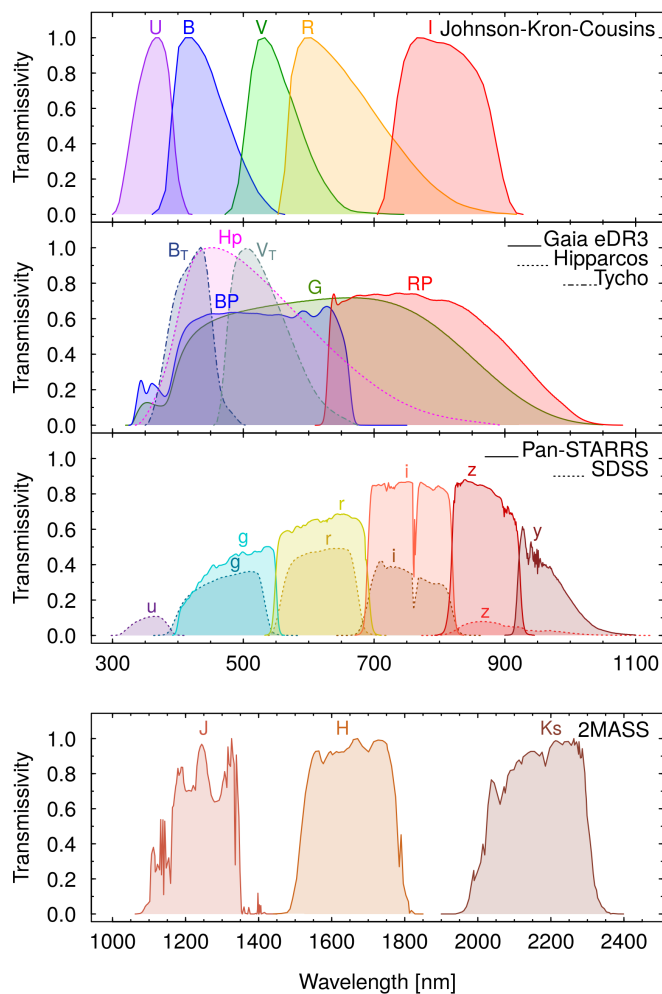 U B V R I Johnson-Kron-Cousins
1.0
0.8
0.6
0.4
0.2
0.0
Transmissivity
BT Hp VT Gaia eDR3
Hipparcos
Tycho
BP G RP
1.0
0.8
0.6
0.4
0.2
0.0
Transmissivity
Pan-STARRS
SDSS
i z
r
g y
r
g i
u z
1.0
0.8
0.6
0.4
0.2
0.0
Transmissivity
300 500 700 900 1100
J H Ks 2MASS
1.0
0.8
0.6
0.4
0.2
0.0
Transmissivity
1000 1200 1400 1600 1800 2000 2200 2400
Wavelength [nm]